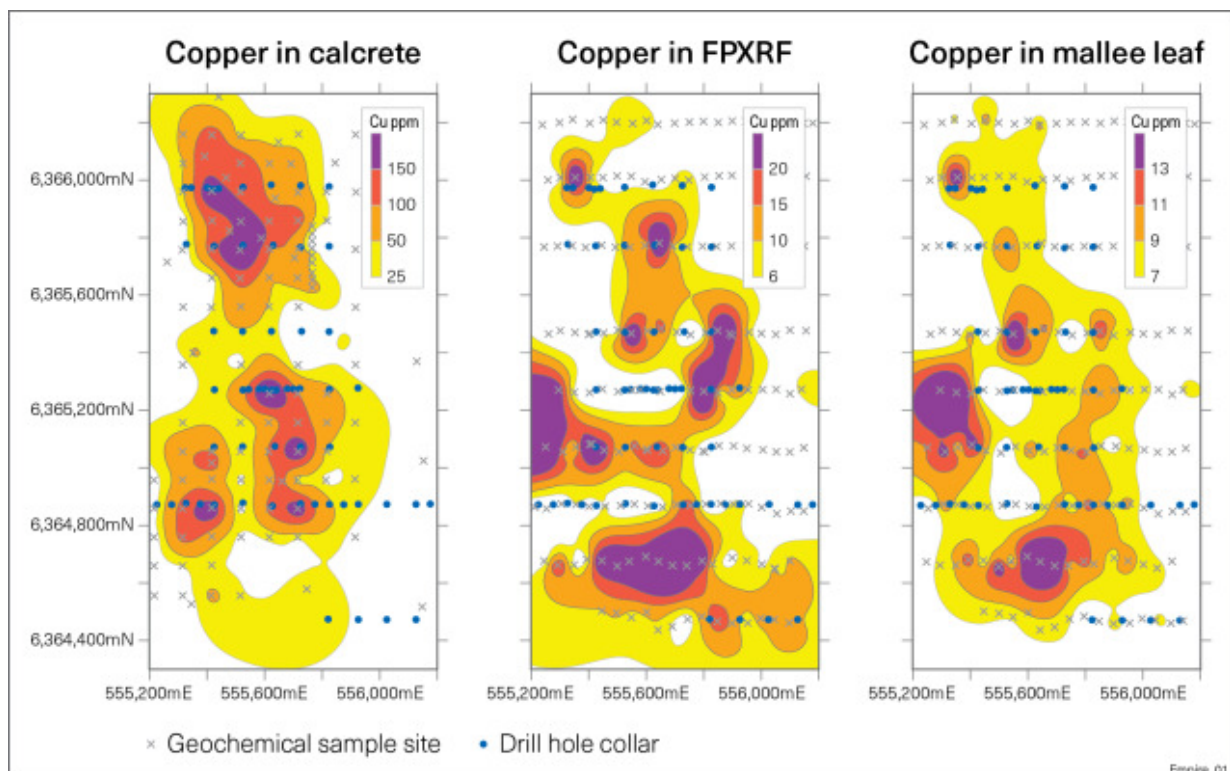 Copper in calcrete
Copper in FPXRF
Copper in mallee leaf
Cu ppm
150
100
50
25
Cu ppm
20
15
10
6
Cu ppm
13
11
9
7
6,366,000mN
6,365,600mN
6,365,200mN
6,364,800mN
6,364,400mN
555,200mE
555,600mE
556,000mE
555,200mE
555,600mE
556,000mE
555,200mE
555,600mE
556,000mE
× Geochemical sample site
• Drill hole collar
Empire_01